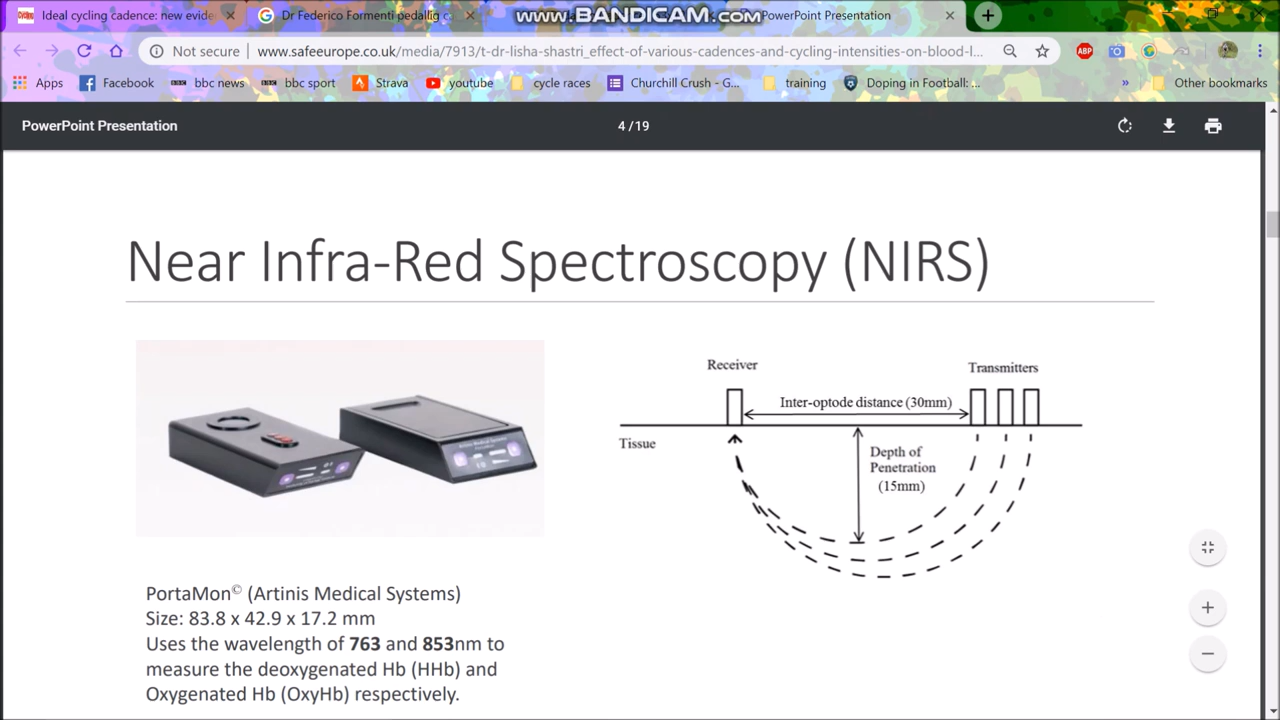 Ideal cycling cadence: new evide
Dr Federico Formenti pedallig c
www.BANDICAM.com
PowerPoint Presentation
Not secure
www.safeeurope.co.uk/media/7913/t-dr-lisha-shastri_effect-of-various-cadences-and-cycling-intensities-on-blood-l...
ABP
Apps
Facebook
bbc news
bbc sport
Strava
youtube
cycle races
Churchill Crush - G...
training
Doping in Football: ...
»
Other bookmarks
PowerPoint Presentation
4 / 19
Near Infra-Red Spectroscopy (NIRS)
Receiver
Transmitters
Inter-optode distance (30mm)
Tissue
Depth of
Penetration
(15mm)
PortaMon© (Artinis Medical Systems)
Size: 83.8 x 42.9 x 17.2 mm
Uses the wavelength of 763 and 853nm to
measure the deoxygenated Hb (HHb) and
Oxygenated Hb (OxyHb) respectively.